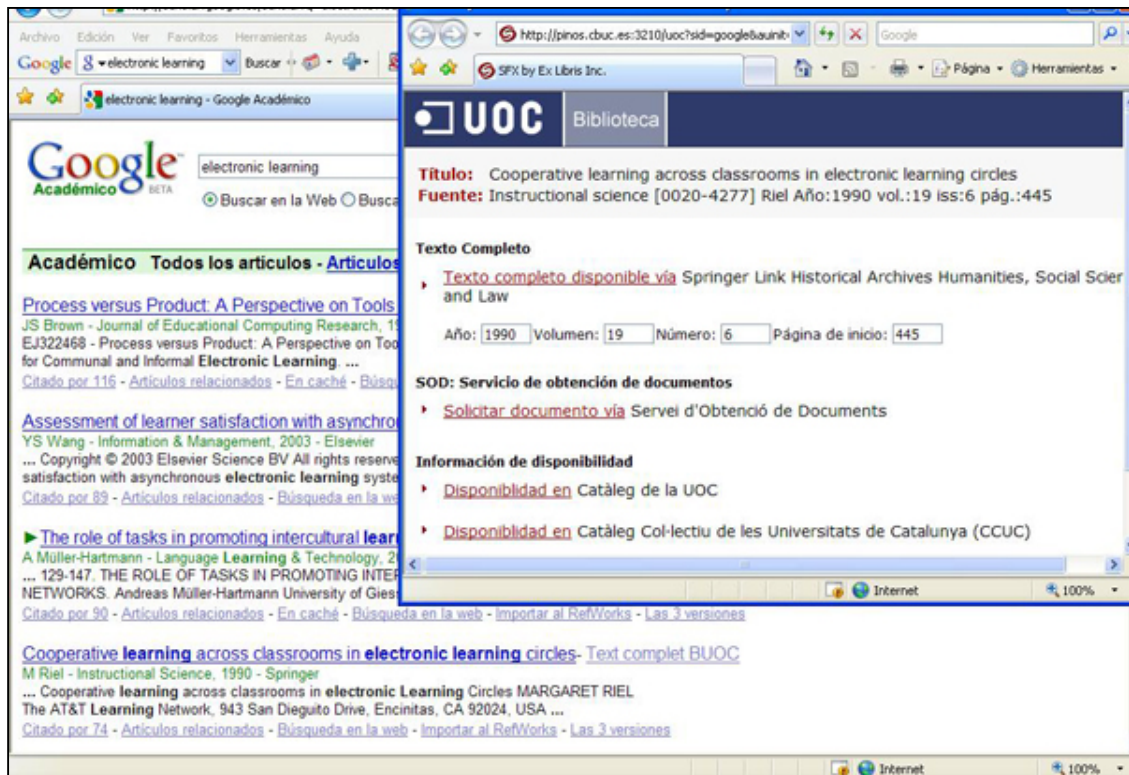 Archivo Edición Ver Favoritos Herramientas Ayuda
Google electronic learning Buscar
electronic learning - Google Académico
Google
Académico BETA
electronic learning
Buscar en la Web
Académico Todos los artículos - Artículos
Process versus Product: A Perspective on Tools
JS Brown - Journal of Educational Computing Research,
EJ322468 - Process versus Product: A Perspective on
for Communal and Informal Electronic Learning. ...
Citado por 116 - Artículos relacionados - En caché -
Assessment of learner satisfaction with
YS Wang - Information & Management, 2003 - Elsevier
... Copyright © 2003 Elsevier Science BV All rights
satisfaction with asynchronous electronic learning
Citado por 89 - Artículos relacionados - Búsqueda en la
The role of tasks in promoting intercultural
A Müller-Hartmann - Language Learning & Technology,
... 129-147. THE ROLE OF TASKS IN PROMOTING
NETWORKS. Andreas Müller-Hartmann University of
Citado por 90 - Artículos relacionados - En caché - Búsqueda en la web - Importar al RefWorks - Las 3 versiones
Cooperative learning across classrooms in electronic learning circles- Text complet BUOC
M Riel - Instructional Science, 1990 - Springer
... Cooperative learning across classrooms in electronic Learning Circles MARGARET RIEL
The AT&T Learning Network, 943 San Dieguito Drive, Encinitas, CA 92024, USA ...
Citado por 74 - Artículos relacionados - Búsqueda en la web - Importar al RefWorks - Las 3 versiones
Internet 100%
http://pinos.cbuc.es:3210/uoc?sid=google&auinit Google
SFX by Ex Libris Inc. Página Herramientas
UOC Biblioteca
Título: Cooperative learning across classrooms in electronic learning circles
Fuente: Instructional science [0020-4277] Riel Año:1990 vol.:19 iss:6 pág.:445
Texto Completo
Texto completo disponible vía Springer Link Historical Archives Humanities, Social
and Law
Año: 1990 Volumen: 19 Número: 6 Página de inicio: 445
SOD: Servicio de obtención de documentos
Solicitar documento vía Servei d'Obtenció de Documents
Información de disponibilidad
Disponiblidad en Catàleg de la UOC
Disponiblidad en Catàleg Col·lectiu de les Universitats de Catalunya (CCUC)
Internet 100%